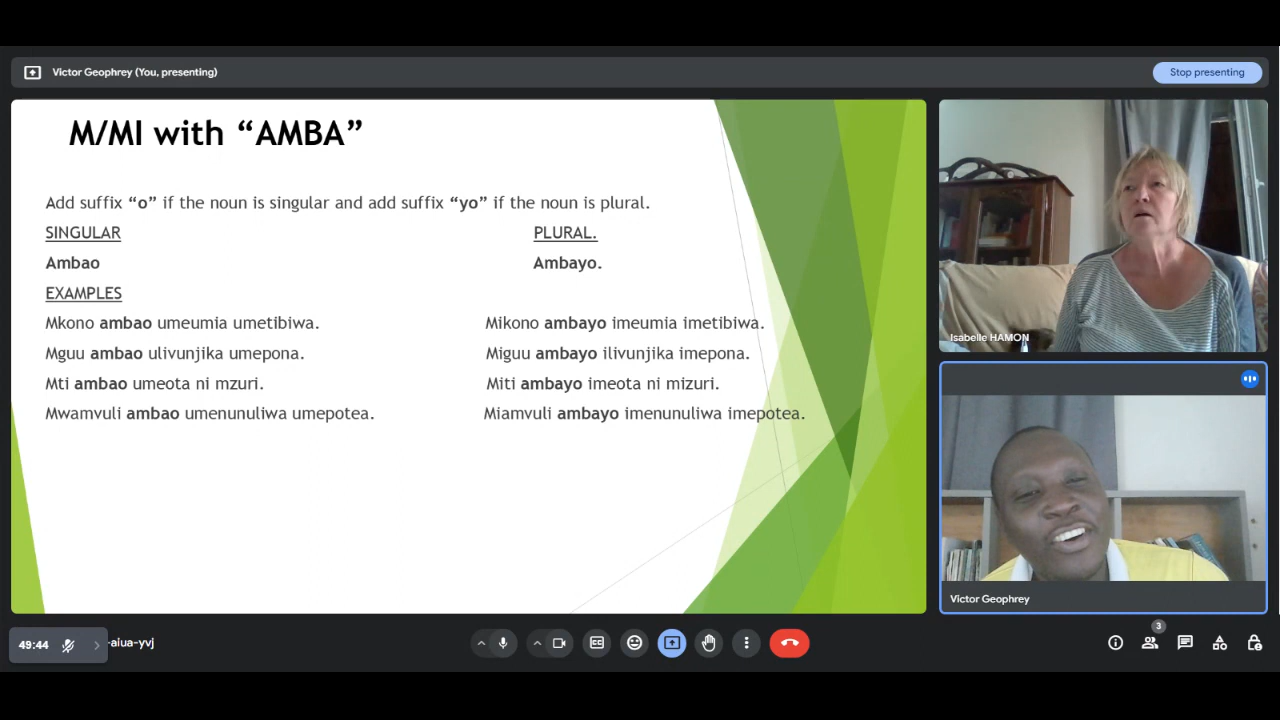 Victor Geophrey (You, presenting)
Stop presenting
M/MI with “AMBA”
Add suffix “o” if the noun is singular and add suffix “yo” if the noun is plural.
SINGULAR PLURAL.
Ambao Ambayo.
EXAMPLES
Mkono ambao umeumia umetibiwa. Mikono ambayo imeumia imetibiwa.
Mguu ambao ulivunjika umepona. Miguu ambayo ilivunjika imepona.
Mti ambao umeota ni mzuri. Miti ambayo imeota ni mizuri.
Mwamvuli ambao umenunuliwa umepotea. Miamvuli ambayo imenunuliwa imepotea.
Isabelle HAMON
Victor Geophrey
49:44
-aiua-yvj
3